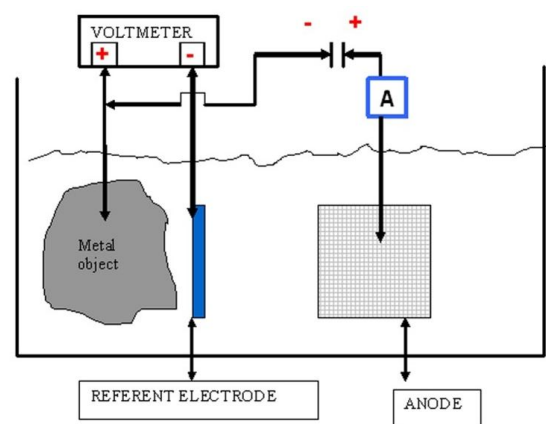 VOLTMETER
+ -
- +
A
Metal
object
REFERENT ELECTRODE
ANODE